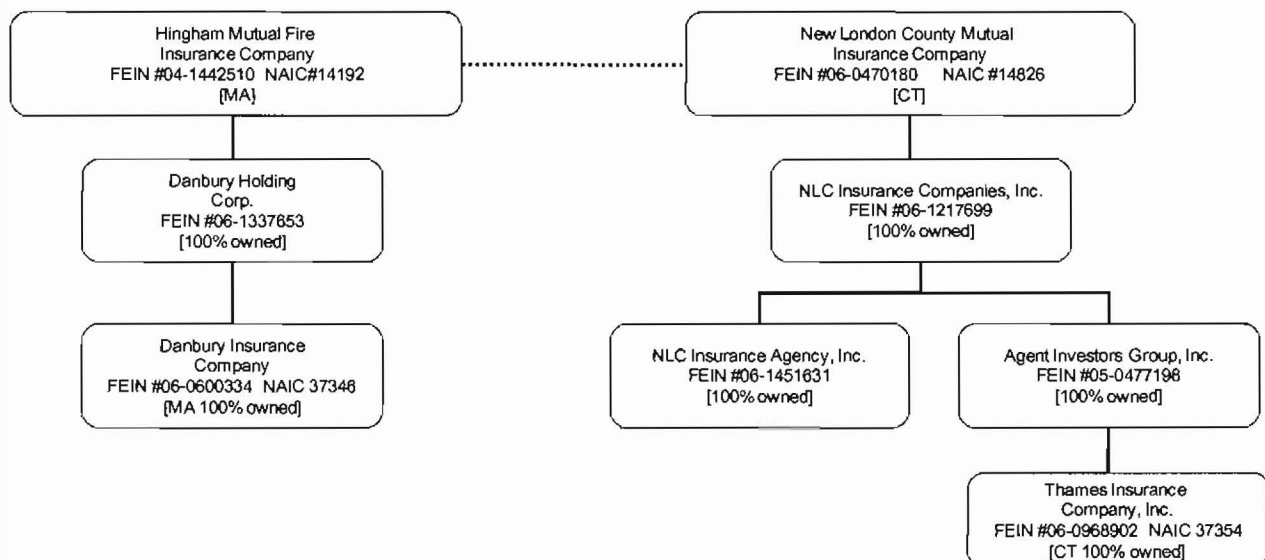 Hingham Mutual Fire
Insurance Company
FEIN #04-1442510 NAIC#14192
[MA}
New London County Mutual
Insurance Company
FEIN #06-0470180 NAIC #14826
[CT]
Danbury Holding
Corp.
FEIN #06-1337653
[100% owned]
NLC Insurance Companies, Inc.
FEIN #06-1217699
[100% owned]
Danbury Insurance
Company
FEIN #06-0600334 NAIC 37346
[MA 100% owned]
NLC Insurance Agency, Inc.
FEIN #06-1451631
[100% owned]
Agent Investors Group, Inc.
FEIN #05-0477196
[100% owned]
Thames Insurance
Company, Inc.
FEIN #06-0968902 NAIC 37354
[CT 100% owned]